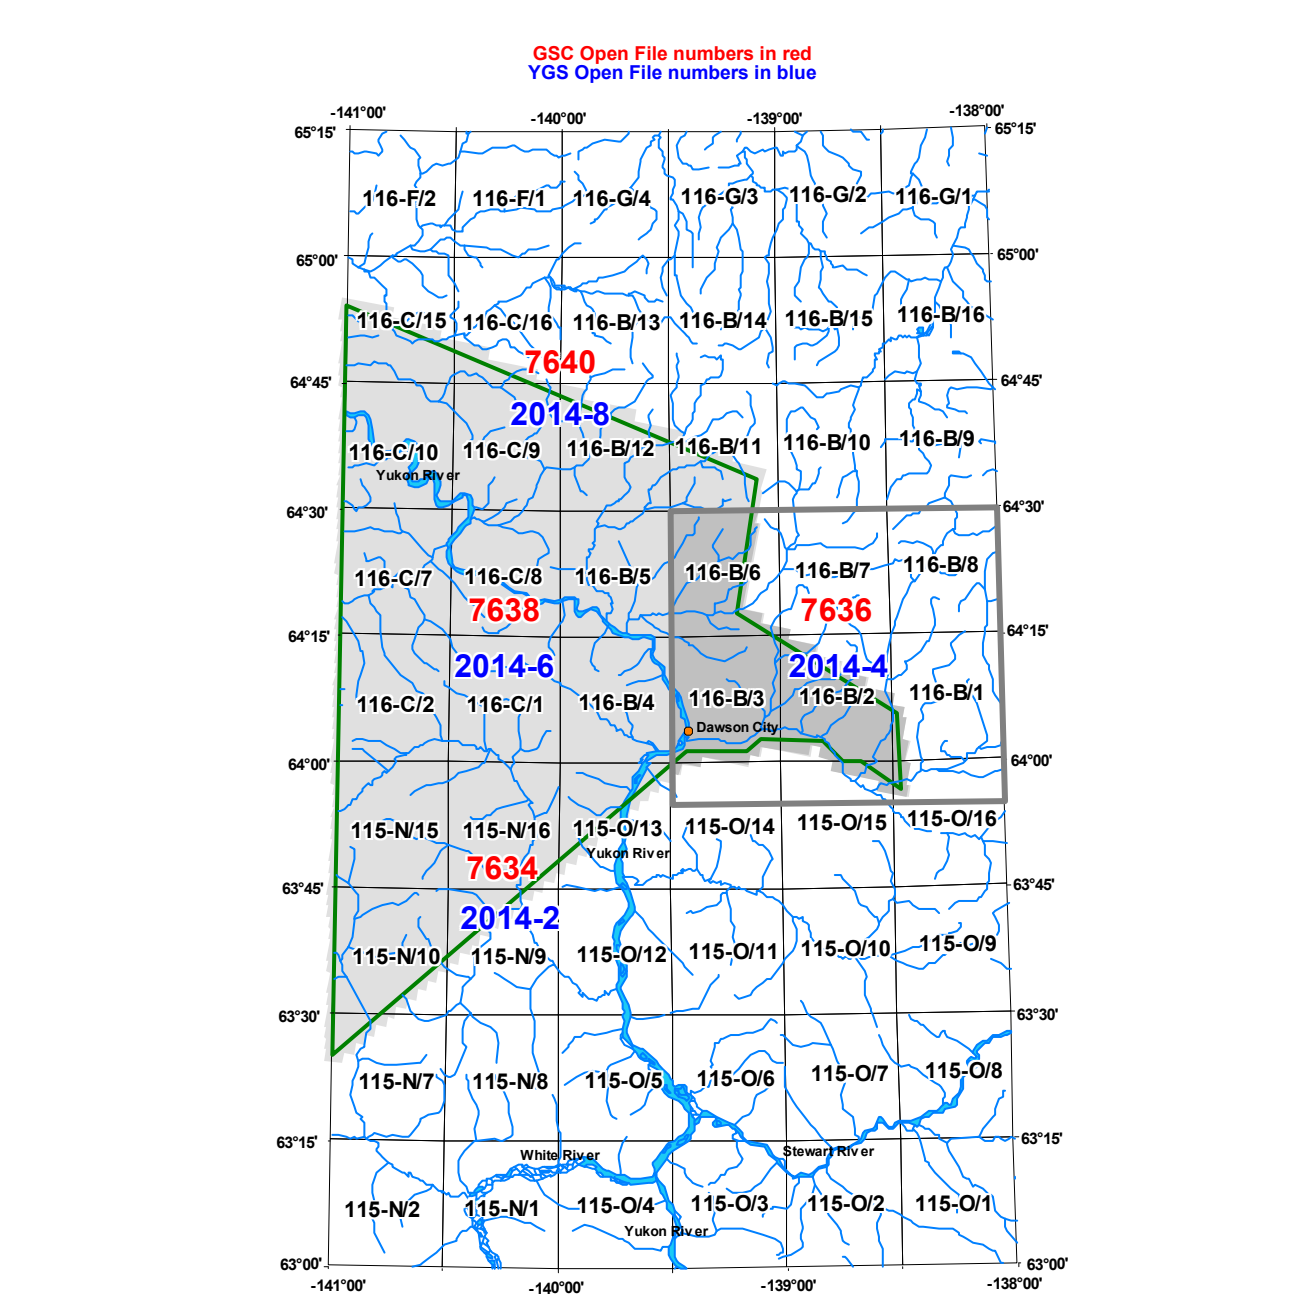 GSC Open File numbers in red
YGS Open File numbers in blue
-141°00'
-140°00'
-139°00'
-138°00'
65°15'
65°15'
116-F/2
116-F/1
116-G/4
116-G/3
116-G/2
116-G/1
65°00'
65°00'
116-C/15
116-C/16
116-B/13
116-B/14
116-B/15
116-B/16
7640
64°45'
64°45'
2014-8
116-C/10
116-C/9
116-B/12
116-B/11
116-B/10
116-B/9
Yukon River
64°30'
64°30'
116-C/7
116-C/8
116-B/5
116-B/6
116-B/7
116-B/8
7638
7636
64°15'
64°15'
2014-6
2014-4
116-C/2
116-C/1
116-B/4
116-B/3
116-B/2
116-B/1
Dawson City
64°00'
64°00'
115-N/15
115-N/16
115-O/13
115-O/14
115-O/15
115-O/16
Yukon River
7634
63°45'
63°45'
2014-2
115-N/10
115-N/9
115-O/12
115-O/11
115-O/10
115-O/9
63°30'
63°30'
115-N/7
115-N/8
115-O/5
115-O/6
115-O/7
115-O/8
63°15'
63°15'
White River
Stewart River
115-N/2
115-N/1
115-O/4
115-O/3
115-O/2
115-O/1
Yukon River
63°00'
63°00'
-141°00'
-140°00'
-139°00'
-138°00'